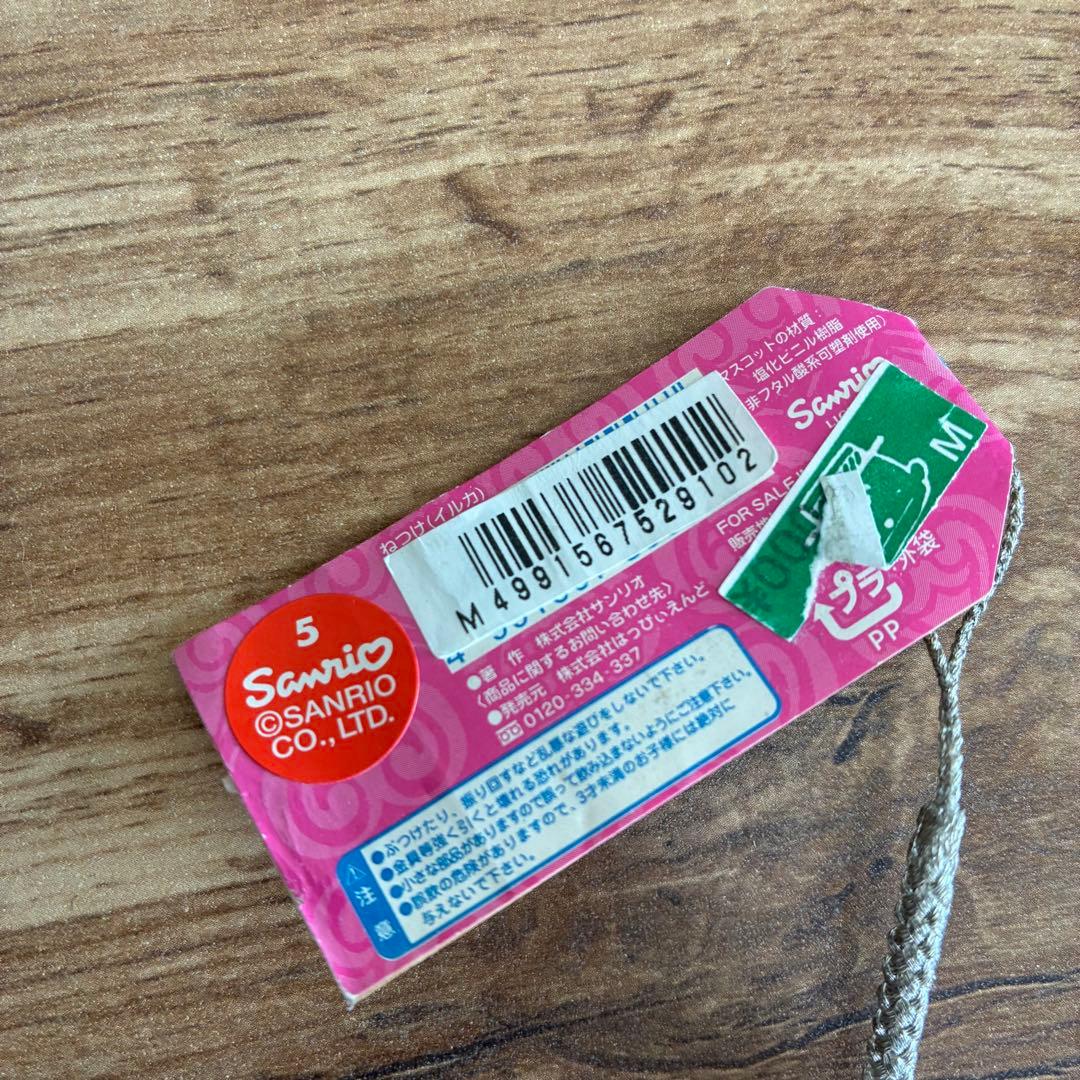 マスコットの材質:
塩化ビニル樹脂
(非フタル酸系可塑剤使用)
Sanrio
M
ねつけ(イルカ)
M4991567529102
FOR SALE
プラ
外袋
PP
●著 作 株式会社サンリオ
〈商品に関するお問い合わせ先〉
●発売元 株式会社はっぴぃえんど
0120-334-337
5
Sanrio
©SANRIO
CO., LTD.
注意
●ぶつけたり、振り回すなど乱暴な遊びをしないで下さい。
●金具等強く引くと壊れる恐れがあります。
●小さな部品がありますので誤って飲み込まないようにご注意下さい。
●誤飲の危険がありますので、3才未満のお子様には絶対に
与えないで下さい。